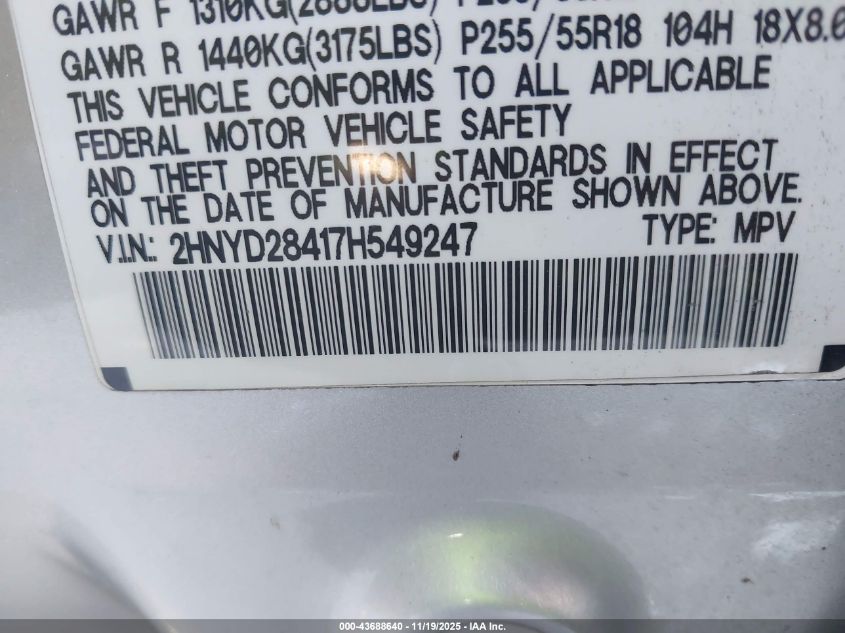 GAWR F 1310KG
GAWR R 1440KG(3175LBS) P255/55R18 104H 18X8.0
THIS VEHICLE CONFORMS TO ALL APPLICABLE
FEDERAL MOTOR VEHICLE SAFETY
AND THEFT PREVENTION STANDARDS IN EFFECT
ON THE DATE OF MANUFACTURE SHOWN ABOVE.
V.I.N.: 2HNYD28417H549247 TYPE: MPV
000-43688640 - 11/19/2025 - IAA Inc.